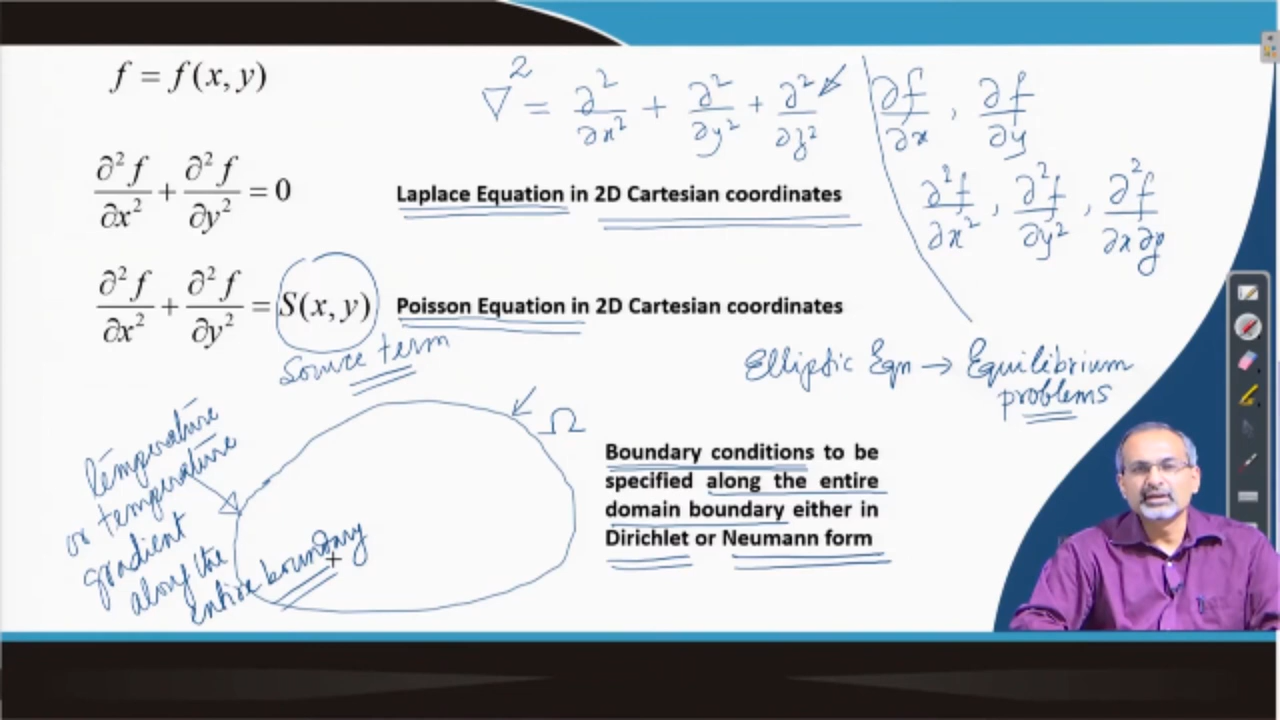 f = f(x, y)
∇² = ∂²/∂x² + ∂²/∂y² + ∂²/∂z²
∂f/∂x , ∂f/∂y
∂²f/∂x² , ∂²f/∂y² , ∂²f/∂x∂y
∂²f/∂x² + ∂²f/∂y² = 0
Laplace Equation in 2D Cartesian coordinates
∂²f/∂x² + ∂²f/∂y² = S(x, y)
Poisson Equation in 2D Cartesian coordinates
Source term
Elliptic Eqn → Equilibrium
problems
Ω
temperature
or temperature
gradient
along the
entire boundary
Boundary conditions to be
specified along the entire
domain boundary either in
Dirichlet or Neumann form